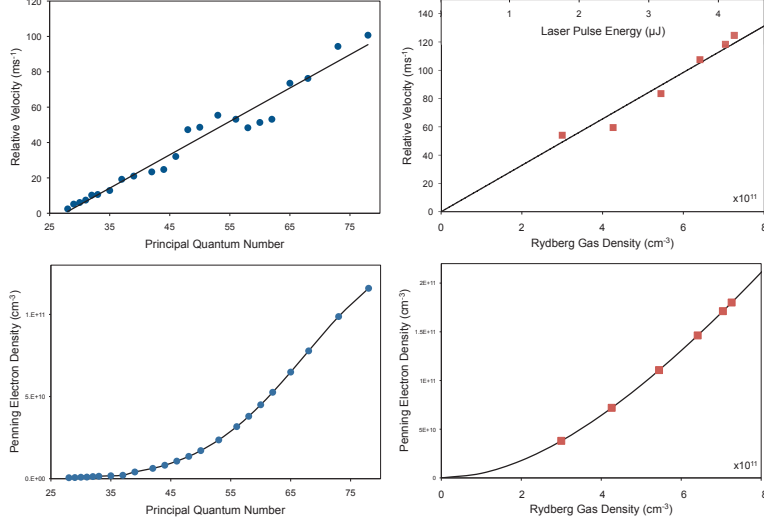 120
100
80
60
40
20
0
Relative Velocity (ms-1)
25 35 45 55 65 75
Principal Quantum Number
0 1 2 3 4
Laser Pulse Energy (µJ)
140
120
100
80
60
40
20
0
Relative Velocity (ms-1)
x10¹¹
0 2 4 6 8
Rydberg Gas Density (cm-3)
1.E+11
5.E+10
0.E+00
Penning Electron Density (cm-3)
25 35 45 55 65 75
Principal Quantum Number
2E+11
2E+11
1E+11
5E+10
0E+00
Penning Electron Density (cm-3)
x10¹¹
0 2 4 6 8
Rydberg Gas Density (cm-3)